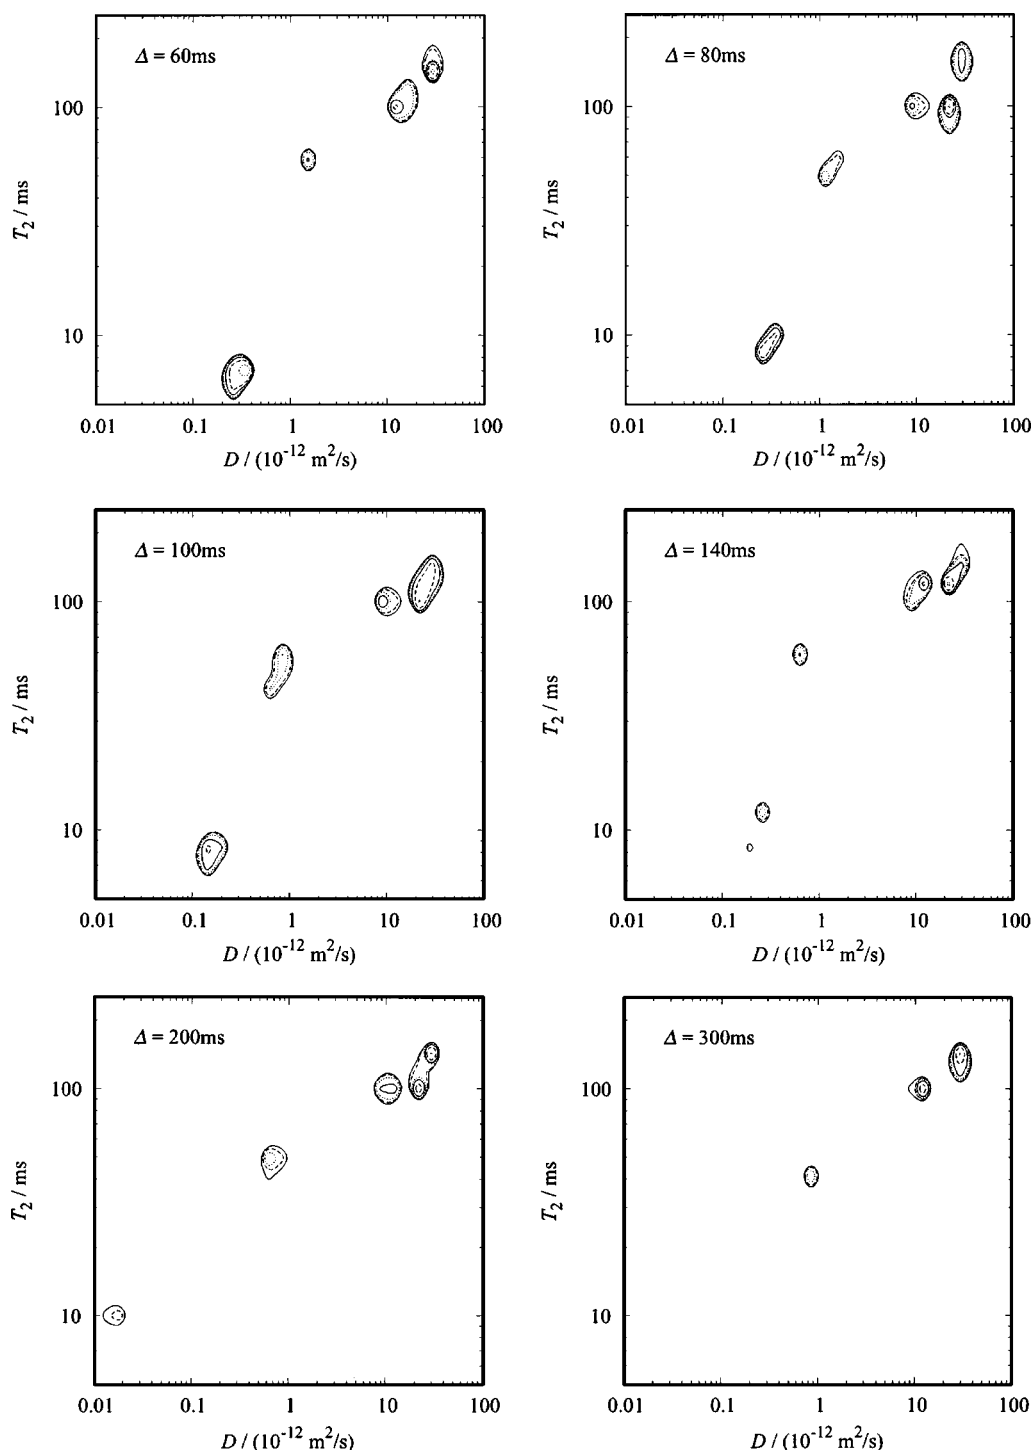 Δ = 60ms
100
10
T₂ / ms
0.01 0.1 1 10 100
D / (10⁻¹² m²/s)
Δ = 80ms
100
10
T₂ / ms
0.01 0.1 1 10 100
D / (10⁻¹² m²/s)
Δ = 100ms
100
10
T₂ / ms
0.01 0.1 1 10 100
D / (10⁻¹² m²/s)
Δ = 140ms
100
10
T₂ / ms
0.01 0.1 1 10 100
D / (10⁻¹² m²/s)
Δ = 200ms
100
10
T₂ / ms
0.01 0.1 1 10 100
D / (10⁻¹² m²/s)
Δ = 300ms
100
10
T₂ / ms
0.01 0.1 1 10 100
D / (10⁻¹² m²/s)